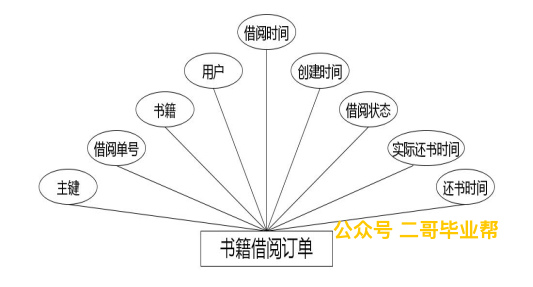 借阅时间
用户
创建时间
书籍
借阅状态
借阅单号
实际还书时间
主键
还书时间
书籍借阅订单
公众号 二哥毕业帮